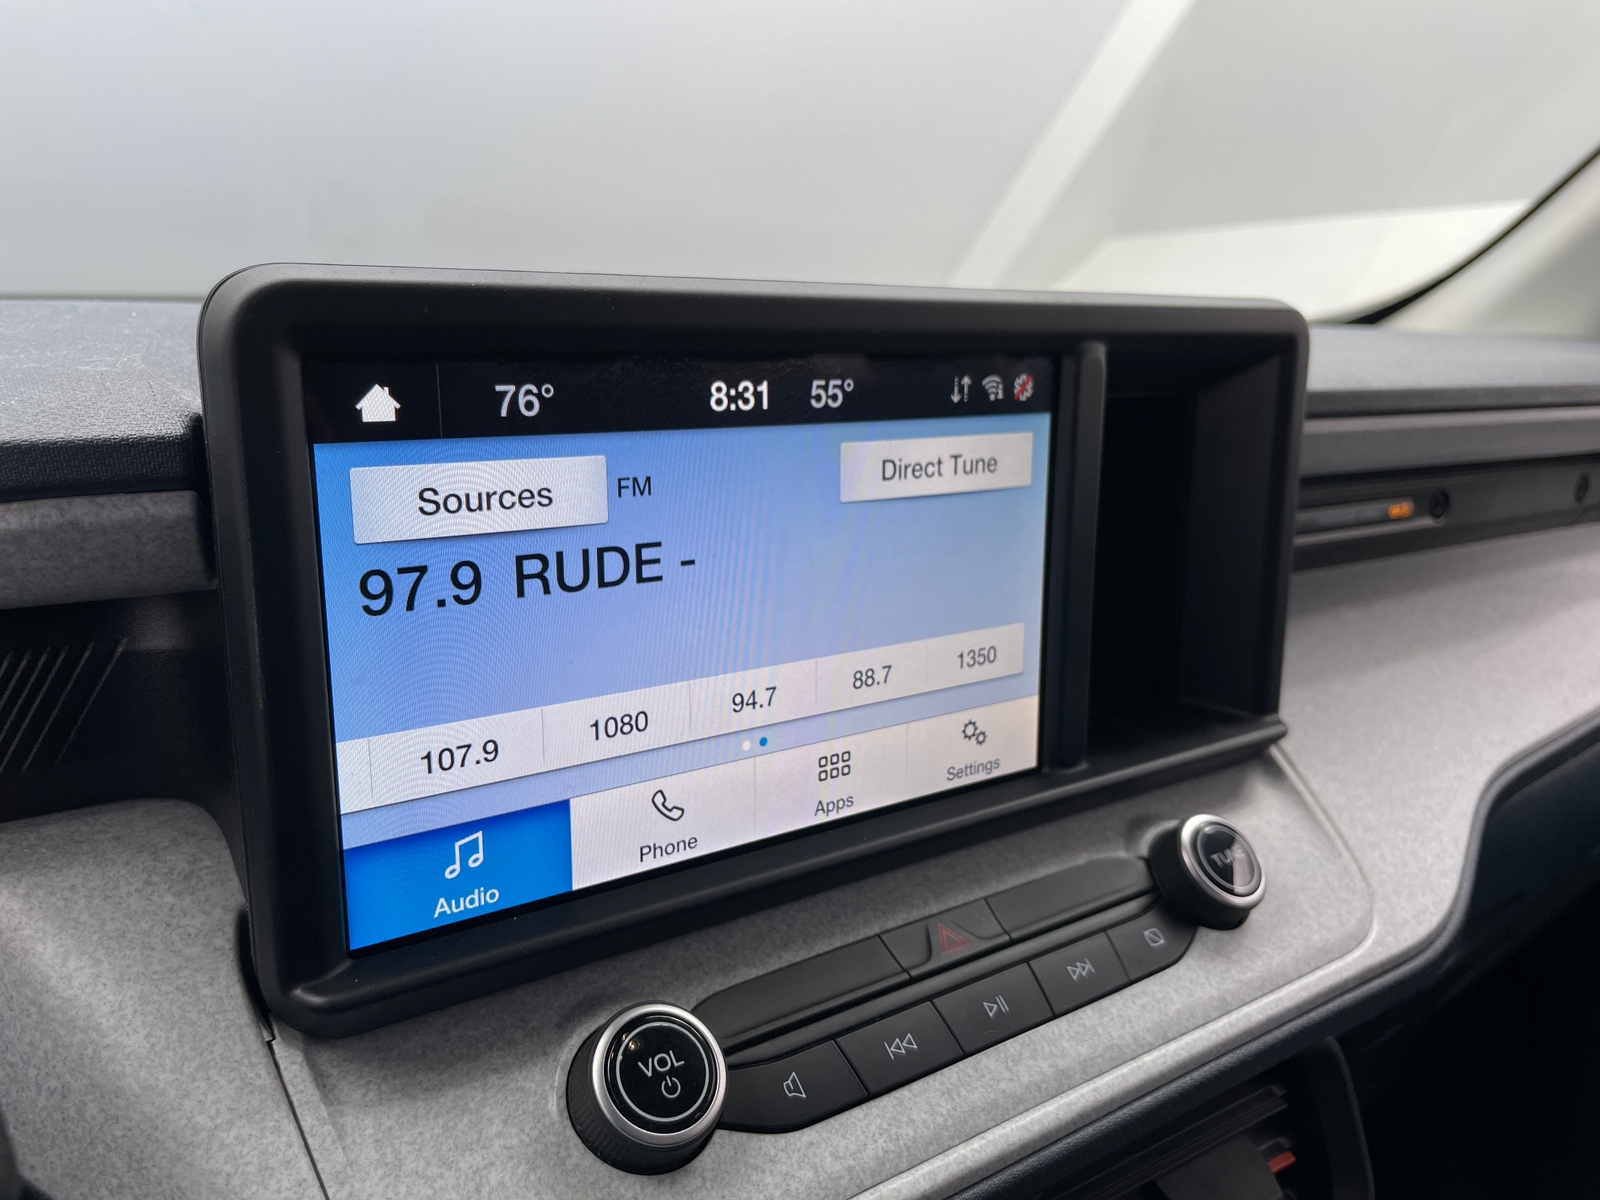 76° 8:31 55°
Sources FM Direct Tune
97.9 RUDE -
107.9 1080 94.7 88.7 1350
Audio Phone Apps Settings
TUNE
VOL